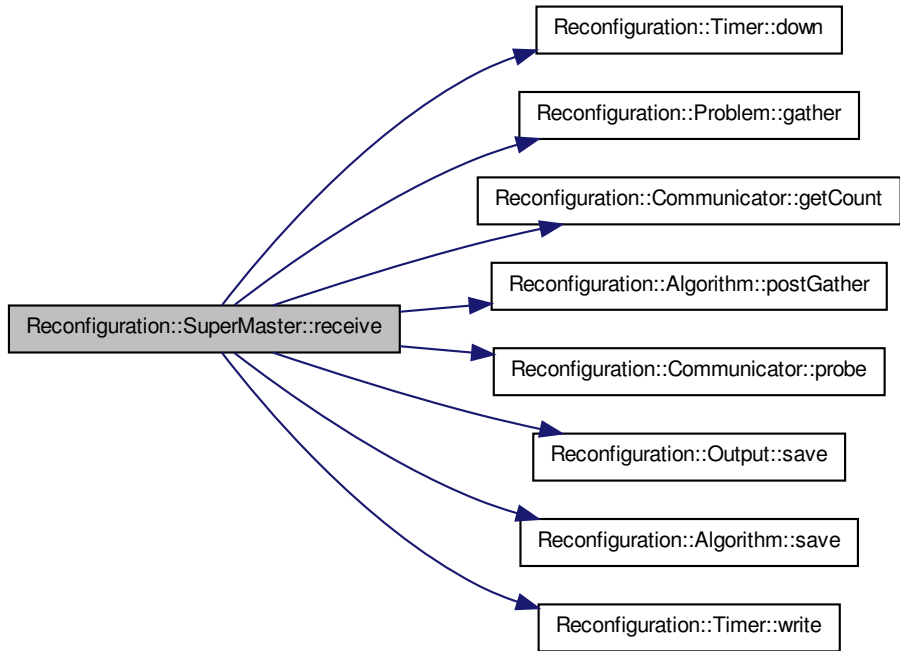 Reconfiguration::Timer::down
Reconfiguration::Problem::gather
Reconfiguration::Communicator::getCount
Reconfiguration::Algorithm::postGather
Reconfiguration::SuperMaster::receive
Reconfiguration::Communicator::probe
Reconfiguration::Output::save
Reconfiguration::Algorithm::save
Reconfiguration::Timer::write